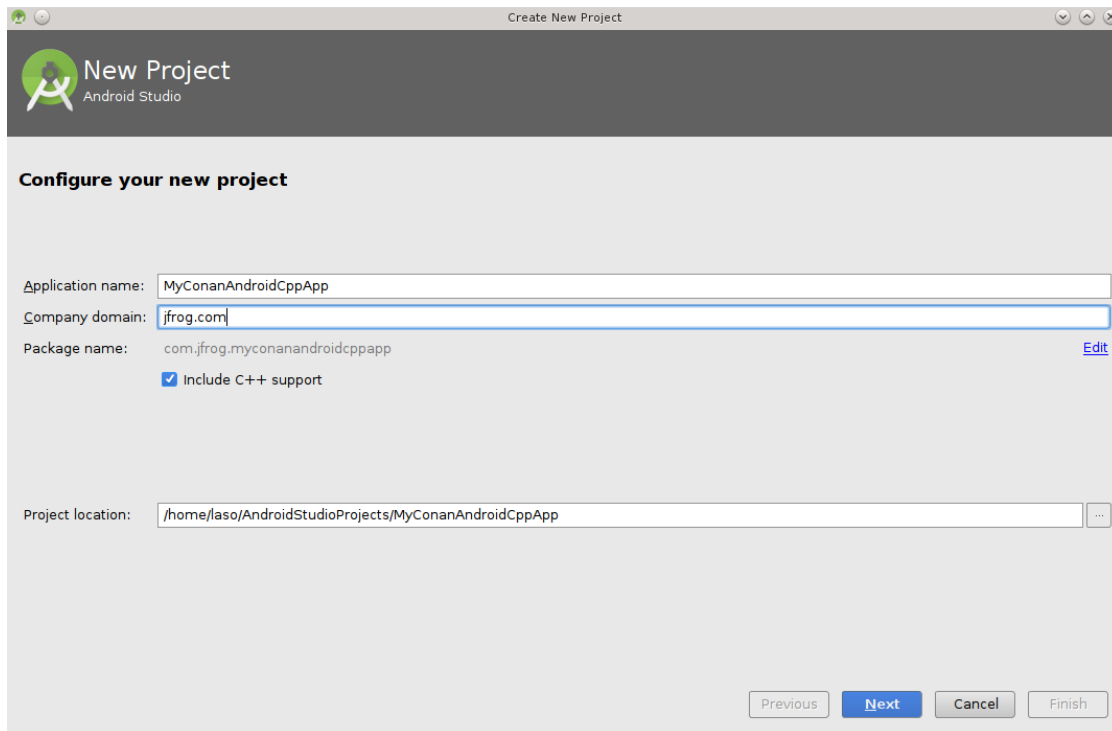 Create New Project
New Project
Android Studio
Configure your new project
Application name: MyConanAndroidCppApp
Company domain: jfrog.com
Package name: com.jfrog.myconanandroidcppapp Edit
Include C++ support
Project location: /home/laso/AndroidStudioProjects/MyConanAndroidCppApp ...
Previous Next Cancel Finish